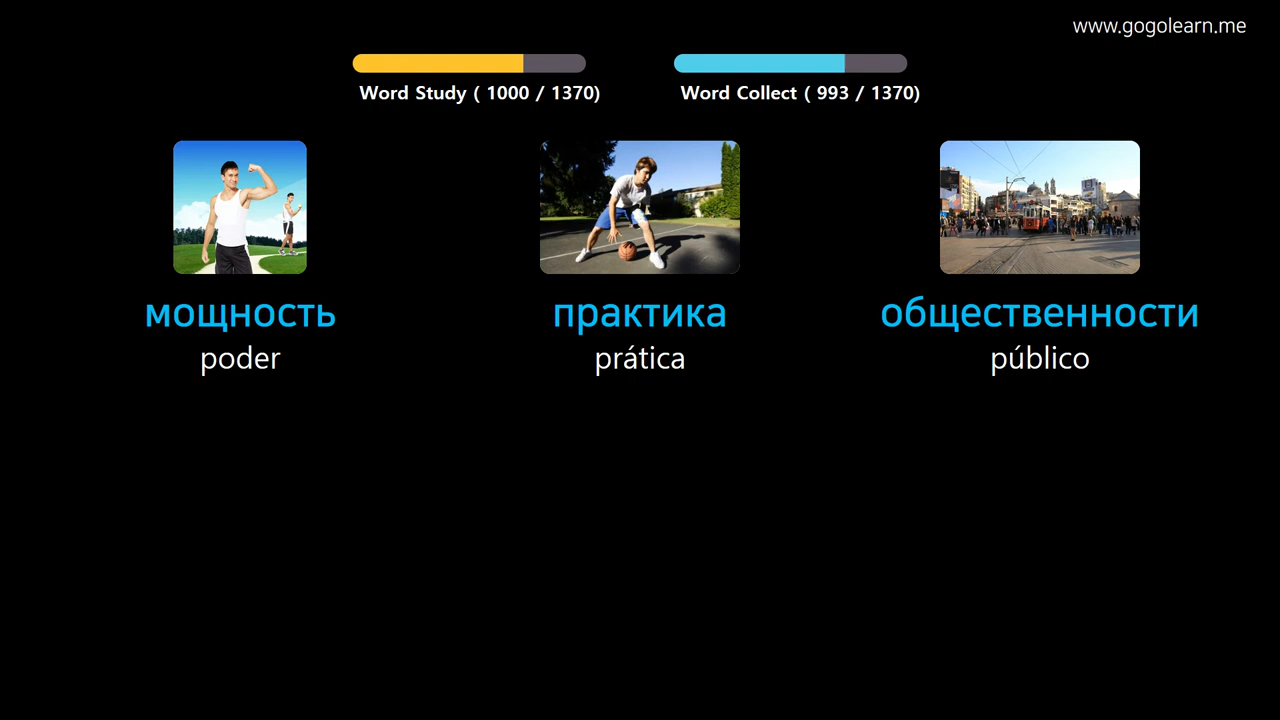 www.gogolearn.me
Word Study ( 1000 / 1370)
Word Collect ( 993 / 1370)
мощность
практика
общественности
poder
prática
público